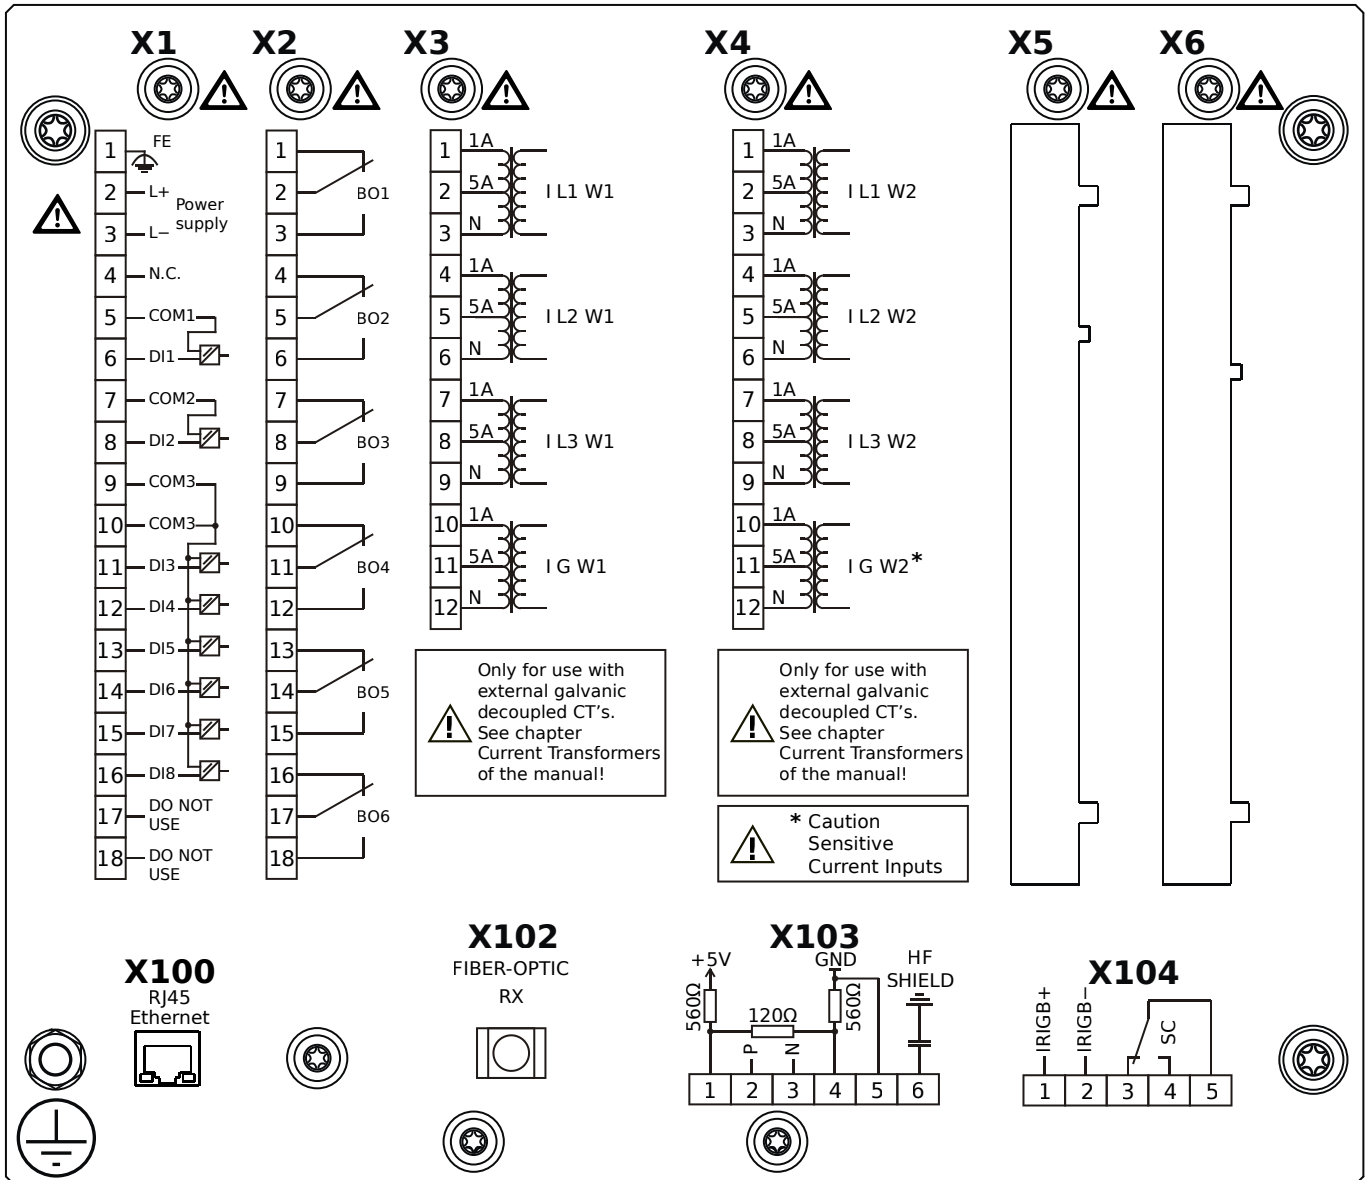 X1 X2 X3 X4 X5 X6
1 FE
2 L+
Power
supply
3 L−
4 N.C.
5 COM1
6 DI1
7 COM2
8 DI2
9 COM3
10 COM3
11 DI3
12 DI4
13 DI5
14 DI6
15 DI7
16 DI8
17 DO NOT
USE
18 DO NOT
USE
1
2 BO1
3
4
5 BO2
6
7
8 BO3
9
10
11 BO4
12
13
14 BO5
15
16
17 BO6
18
1 1A
2 5A I L1 W1
3 N
4 1A
5 5A I L2 W1
6 N
7 1A
8 5A I L3 W1
9 N
10 1A
11 5A I G W1
12 N
Only for use with
external galvanic
decoupled CT's.
See chapter
Current Transformers
of the manual!
1 1A
2 5A I L1 W2
3 N
4 1A
5 5A I L2 W2
6 N
7 1A
8 5A I L3 W2
9 N
10 1A
11 5A I G W2*
12 N
Only for use with
external galvanic
decoupled CT's.
See chapter
Current Transformers
of the manual!
* Caution
Sensitive
Current Inputs
X100
RJ45
Ethernet
X102
FIBER-OPTIC
RX
X103
+5V GND HF
SHIELD
560Ω 120Ω 560Ω
P N
1 2 3 4 5 6
X104
IRIGB+ IRIGB− SC
1 2 3 4 5